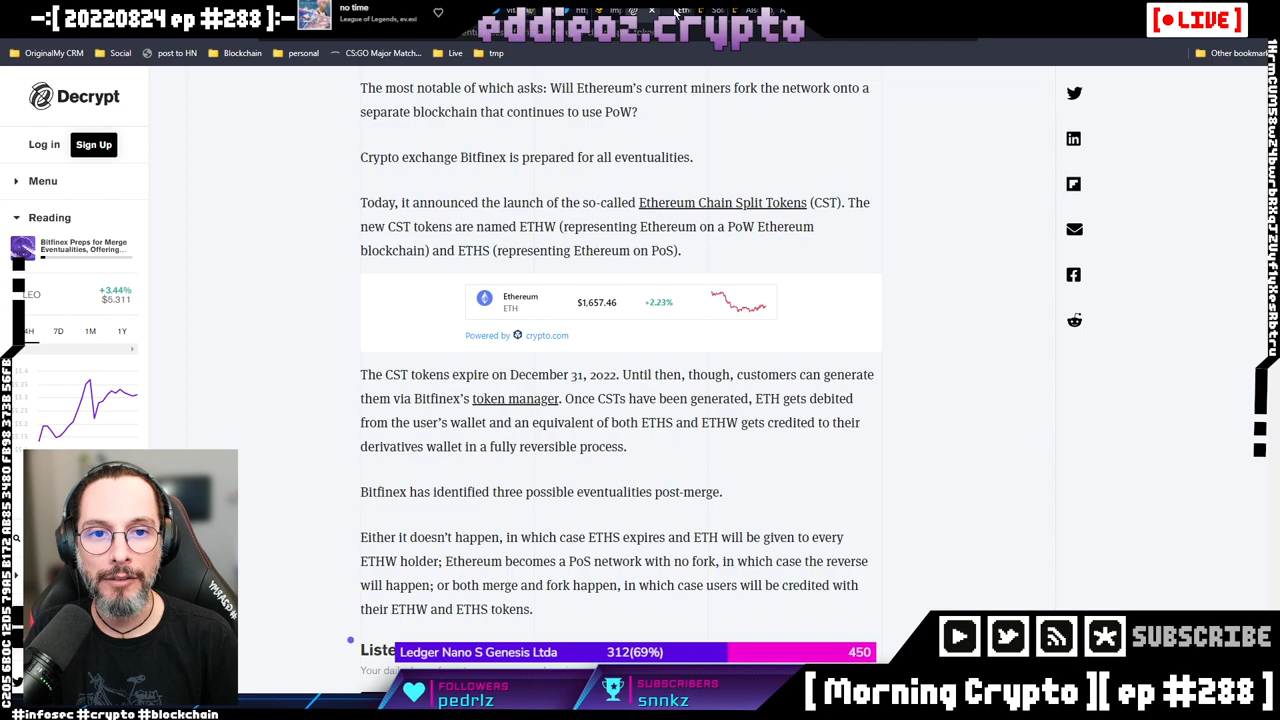 -:[ 20220824 ep #288 ]:-
no time
League of Legends, ev.exi
eddieoz.crypto
[●LIVE]
OriginalMy CRM
Social
post to HN
Blockchain
personal
CS:GO Major Match...
Live
tmp
Other bookmar
Decrypt
Log in
Sign Up
Menu
Reading
Bitfinex Preps for Merge
Eventualities, Offering...
LEO
+3.44%
$5.311
7D
1M
1Y
The most notable of which asks: Will Ethereum's current miners fork the network onto a
separate blockchain that continues to use PoW?
Crypto exchange Bitfinex is prepared for all eventualities.
Today, it announced the launch of the so-called Ethereum Chain Split Tokens (CST). The
new CST tokens are named ETHW (representing Ethereum on a PoW Ethereum
blockchain) and ETHS (representing Ethereum on PoS).
Ethereum
ETH
$1,657.46
+2.23%
Powered by crypto.com
The CST tokens expire on December 31, 2022. Until then, though, customers can generate
them via Bitfinex's token manager. Once CSTs have been generated, ETH gets debited
from the user's wallet and an equivalent of both ETHS and ETHW gets credited to their
derivatives wallet in a fully reversible process.
Bitfinex has identified three possible eventualities post-merge.
Either it doesn't happen, in which case ETHS expires and ETH will be given to every
ETHW holder; Ethereum becomes a PoS network with no fork, in which case the reverse
will happen; or both merge and fork happen, in which case users will be credited with
their ETHW and ETHS tokens.
Liste
Ledger Nano S Genesis Ltda
312(69%)
450
FOLLOWERS
pedrlz
SUBSCRIBERS
snnkz
SUBSCRIBE
[ Morning Crypto ][ ep #288 ]
#infosec #crypto #blockchain